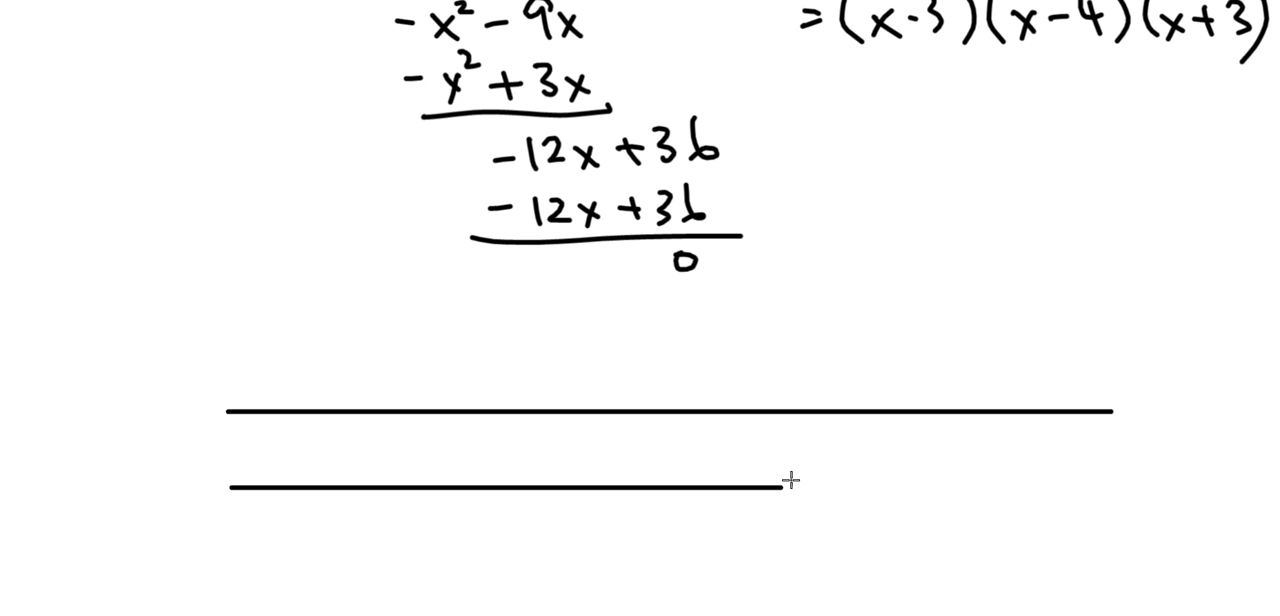 - x² - 9x
- x² + 3x
- 12x + 36
- 12x + 36
0
= (x - 3)(x - 4)(x + 3)